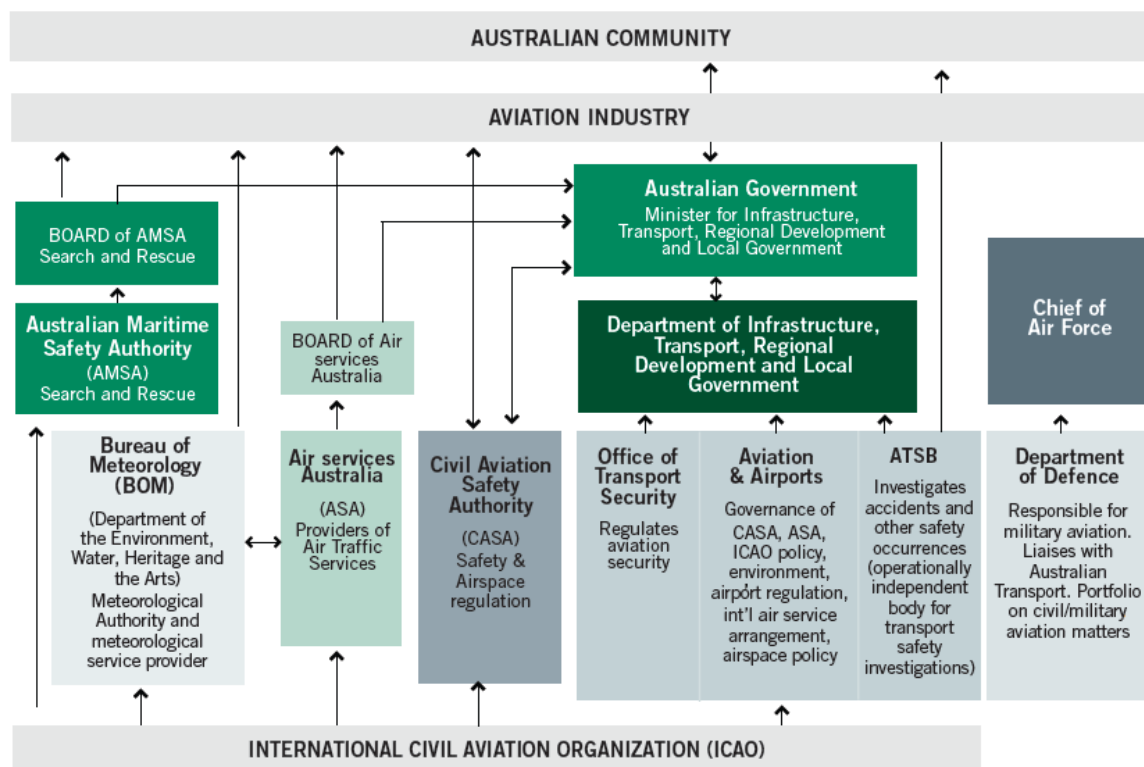 AUSTRALIAN COMMUNITY
AVIATION INDUSTRY
Australian Government
Minister for Infrastructure,
Transport, Regional Development
and Local Government
BOARD of AMSA
Search and Rescue
Chief of
Air Force
Australian Maritime
Safety Authority
(AMSA)
Search and Rescue
BOARD of Air
services
Australia
Department of Infrastructure,
Transport, Regional
Development and Local
Government
Bureau of
Meteorology
(BOM)
(Department of
the Environment,
Water, Heritage and
the Arts)
Meteorological
Authority and
meteorological
service provider
Air services
Australia
(ASA)
Providers of
Air Traffic
Services
Civil Aviation
Safety
Authority
(CASA)
Safety &
Airspace
regulation
Office of
Transport
Security
Regulates
aviation
security
Aviation
& Airports
Governance of
CASA, ASA,
ICAO policy,
environment,
airport regulation,
int'l air service
arrangement,
airspace policy
ATSB
Investigates
accidents and
other safety
occurrences
(operationally
independent
body for
transport
safety
investigations)
Department
of Defence
Responsible for
military aviation.
Liaises with
Australian
Transport. Portfolio
on civil/military
aviation matters
INTERNATIONAL CIVIL AVIATION ORGANIZATION (ICAO)